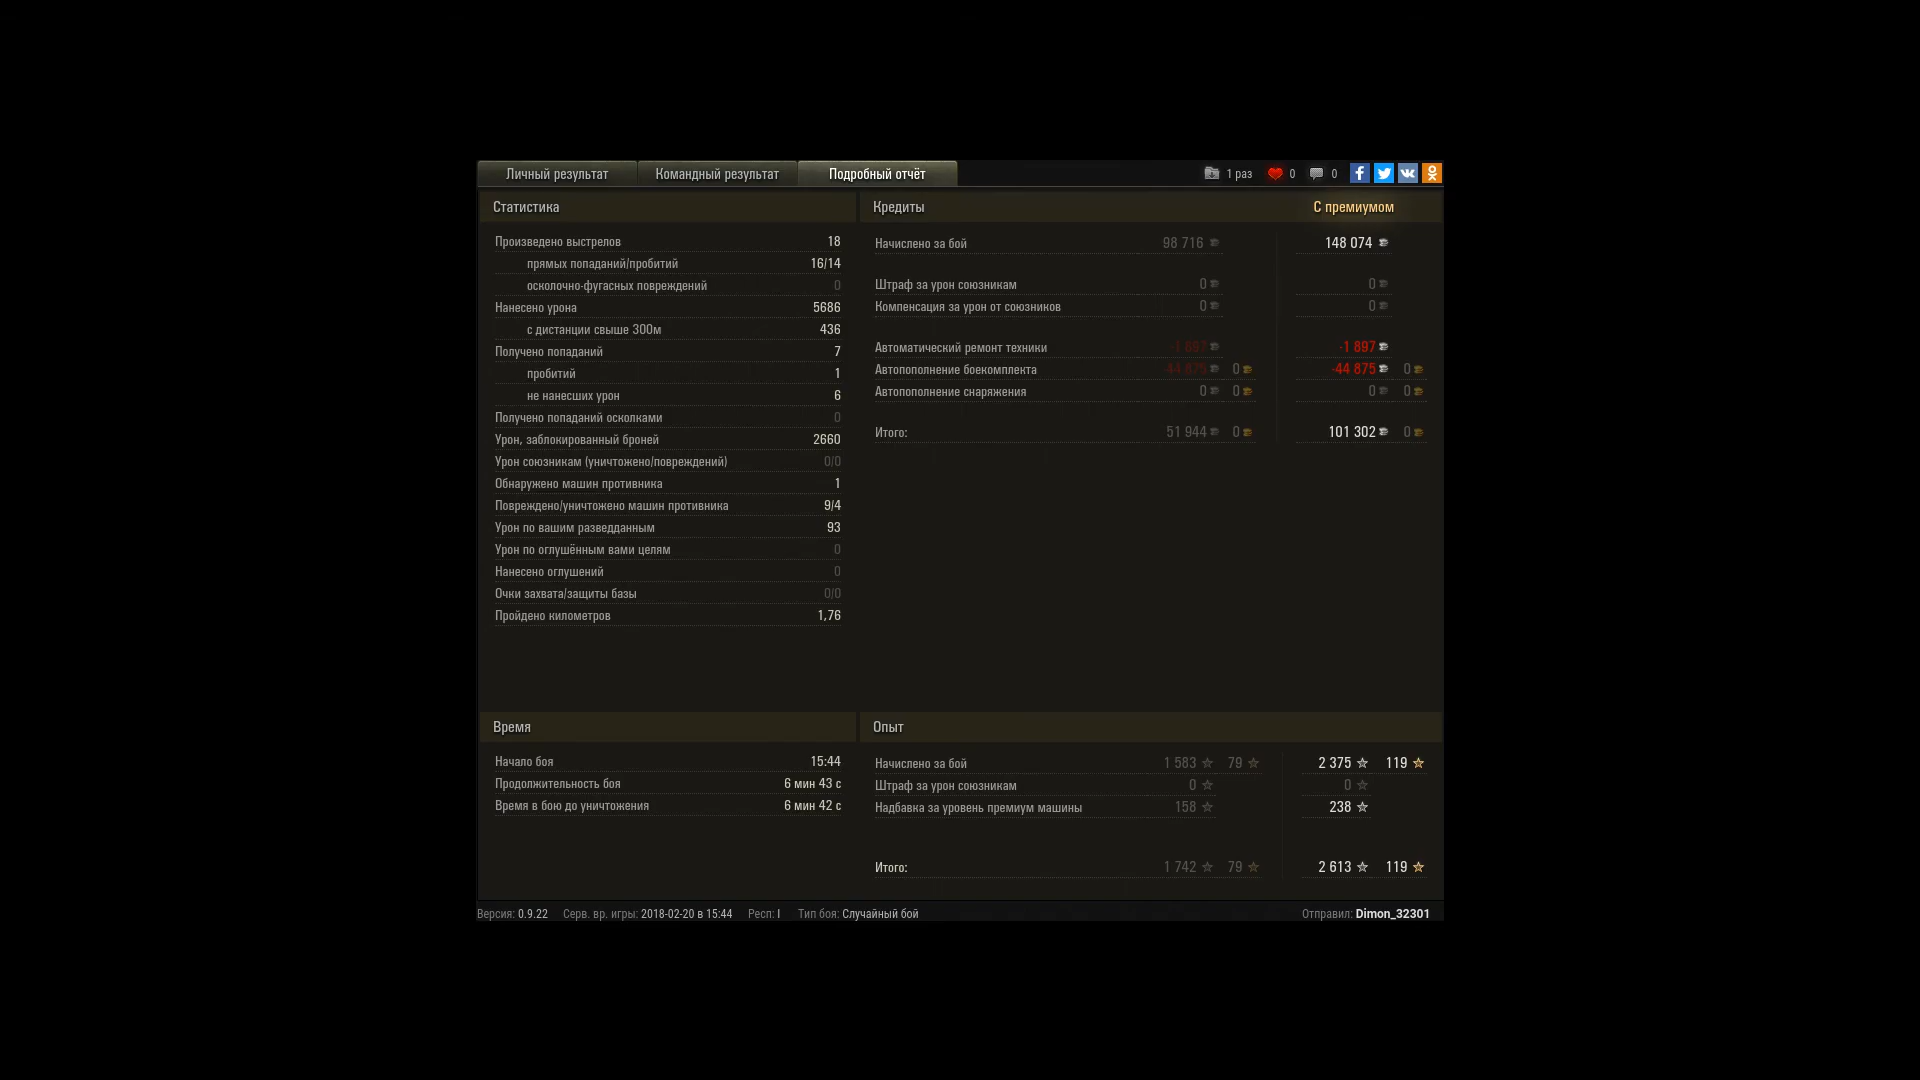 Личный результат Командный результат Подробный отчёт 1 раз 0 0
Статистика
Произведено выстрелов 18
прямых попаданий/пробитий 16/14
осколочно-фугасных повреждений 0
Нанесено урона 5686
с дистанции свыше 300м 436
Получено попаданий 7
пробитий 1
не нанесших урон 6
Получено попаданий осколками 0
Урон, заблокированный броней 2660
Урон союзникам (уничтожено/повреждений) 0/0
Обнаружено машин противника 1
Повреждено/уничтожено машин противника 9/4
Урон по вашим разведданным 93
Урон по оглушённым вами целям 0
Нанесено оглушений 0
Очки захвата/защиты базы 0/0
Пройдено километров 1,76
Кредиты С премиумом
Начислено за бой 98 716 148 074
Штраф за урон союзникам 0 0
Компенсация за урон от союзников 0 0
Автоматический ремонт техники -1 897 -1 897
Автопополнение боекомплекта -44 875 0 -44 875 0
Автопополнение снаряжения 0 0 0 0
Итого: 51 944 0 101 302 0
Время
Начало боя 15:44
Продолжительность боя 6 мин 43 с
Время в бою до уничтожения 6 мин 42 с
Опыт
Начислено за бой 1 583 79 2 375 119
Штраф за урон союзникам 0 0
Надбавка за уровень премиум машины 158 238
Итого: 1 742 79 2 613 119
Версия: 0.9.22 Серв. вр. игры: 2018-02-20 в 15:44 Респ: I Тип боя: Случайный бой Отправил: Dimon_32301